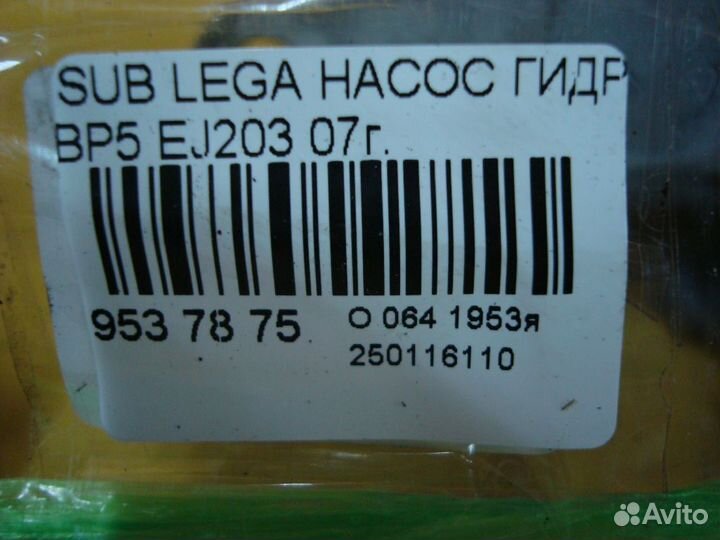 SUB LEGA НАСОС ГИДР
BP5 EJ203 07г.
953 78 75
О 064 1953я
250116110
Avito